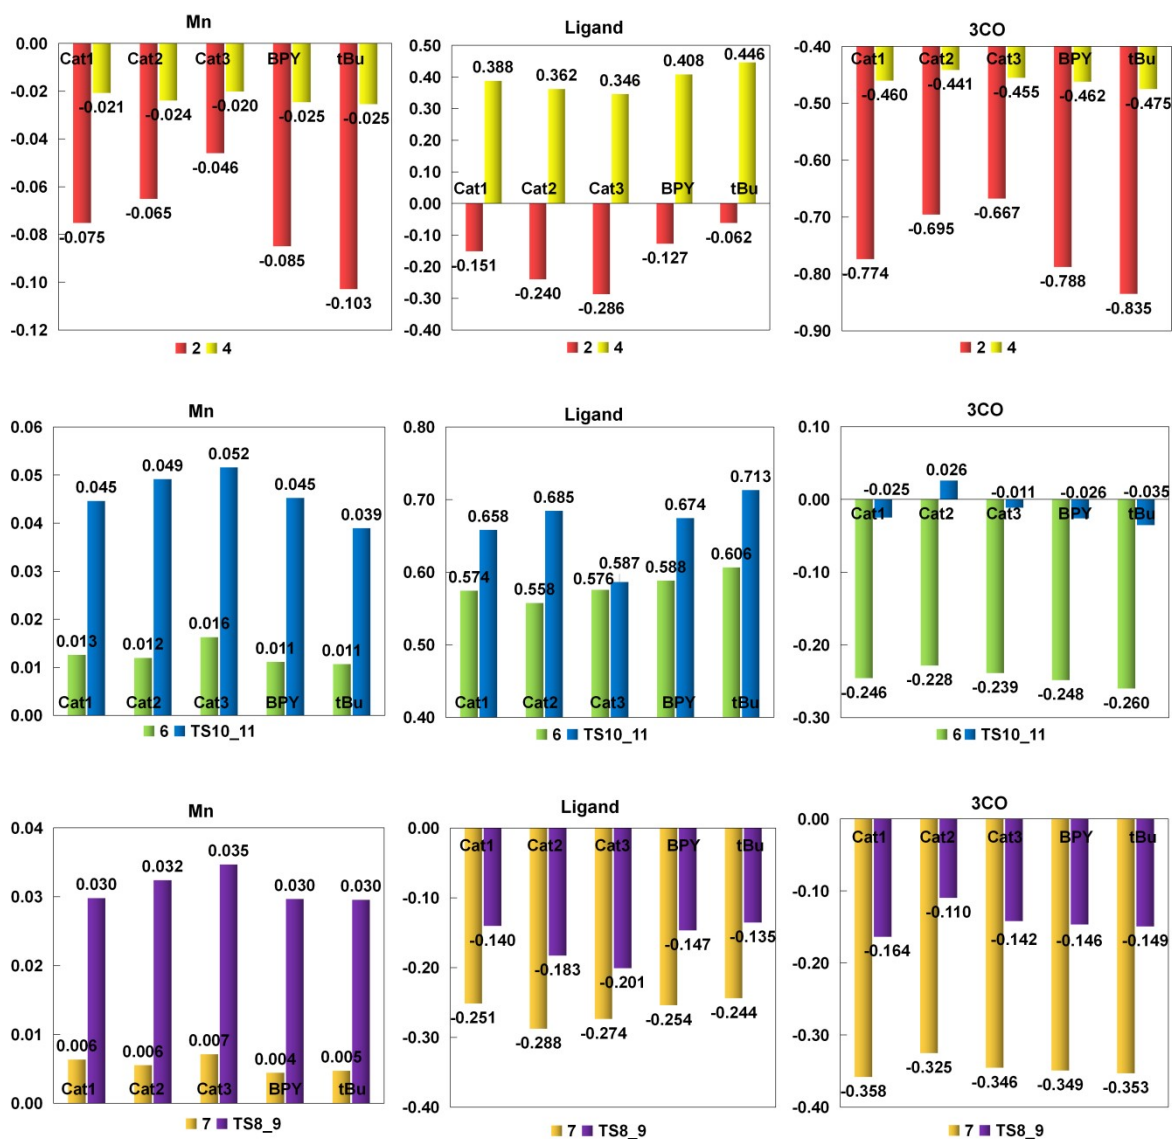 Mn
0.00
-0.02
-0.04
-0.06
-0.08
-0.10
-0.12
Cat1 Cat2 Cat3 BPY tBu
-0.021 -0.024 -0.020 -0.025 -0.025
-0.075 -0.065 -0.046 -0.085 -0.103
2 4
Ligand
0.50
0.40
0.30
0.20
0.10
0.00
-0.10
-0.20
-0.30
-0.40
0.388 0.362 0.346 0.408 0.446
Cat1 Cat2 Cat3 BPY tBu
-0.151 -0.240 -0.286 -0.127 -0.062
2 4
3CO
-0.40
-0.50
-0.60
-0.70
-0.80
-0.90
Cat1 Cat2 Cat3 BPY tBu
-0.460 -0.441 -0.455 -0.462 -0.475
-0.774 -0.695 -0.667 -0.788 -0.835
2 4
Mn
0.06
0.05
0.04
0.03
0.02
0.01
0.00
0.045 0.049 0.052 0.045 0.039
0.013 0.012 0.016 0.011 0.011
Cat1 Cat2 Cat3 BPY tBu
6 TS10_11
Ligand
0.80
0.70
0.60
0.50
0.40
0.658 0.685 0.587 0.674 0.713
0.574 0.558 0.576 0.588 0.606
Cat1 Cat2 Cat3 BPY tBu
6 TS10_11
3CO
0.10
0.00
-0.10
-0.20
-0.30
-0.025 0.026 -0.011 -0.026 -0.035
Cat1 Cat2 Cat3 BPY tBu
-0.246 -0.228 -0.239 -0.248 -0.260
6 TS10_11
Mn
0.04
0.03
0.02
0.01
0.00
0.030 0.032 0.035 0.030 0.030
0.006 0.006 0.007 0.004 0.005
Cat1 Cat2 Cat3 BPY tBu
7 TS8_9
Ligand
0.00
-0.10
-0.20
-0.30
-0.40
Cat1 Cat2 Cat3 BPY tBu
-0.140 -0.183 -0.201 -0.147 -0.135
-0.251 -0.288 -0.274 -0.254 -0.244
7 TS8_9
3CO
0.00
-0.10
-0.20
-0.30
-0.40
Cat1 Cat2 Cat3 BPY tBu
-0.164 -0.110 -0.142 -0.146 -0.149
-0.358 -0.325 -0.346 -0.349 -0.353
7 TS8_9